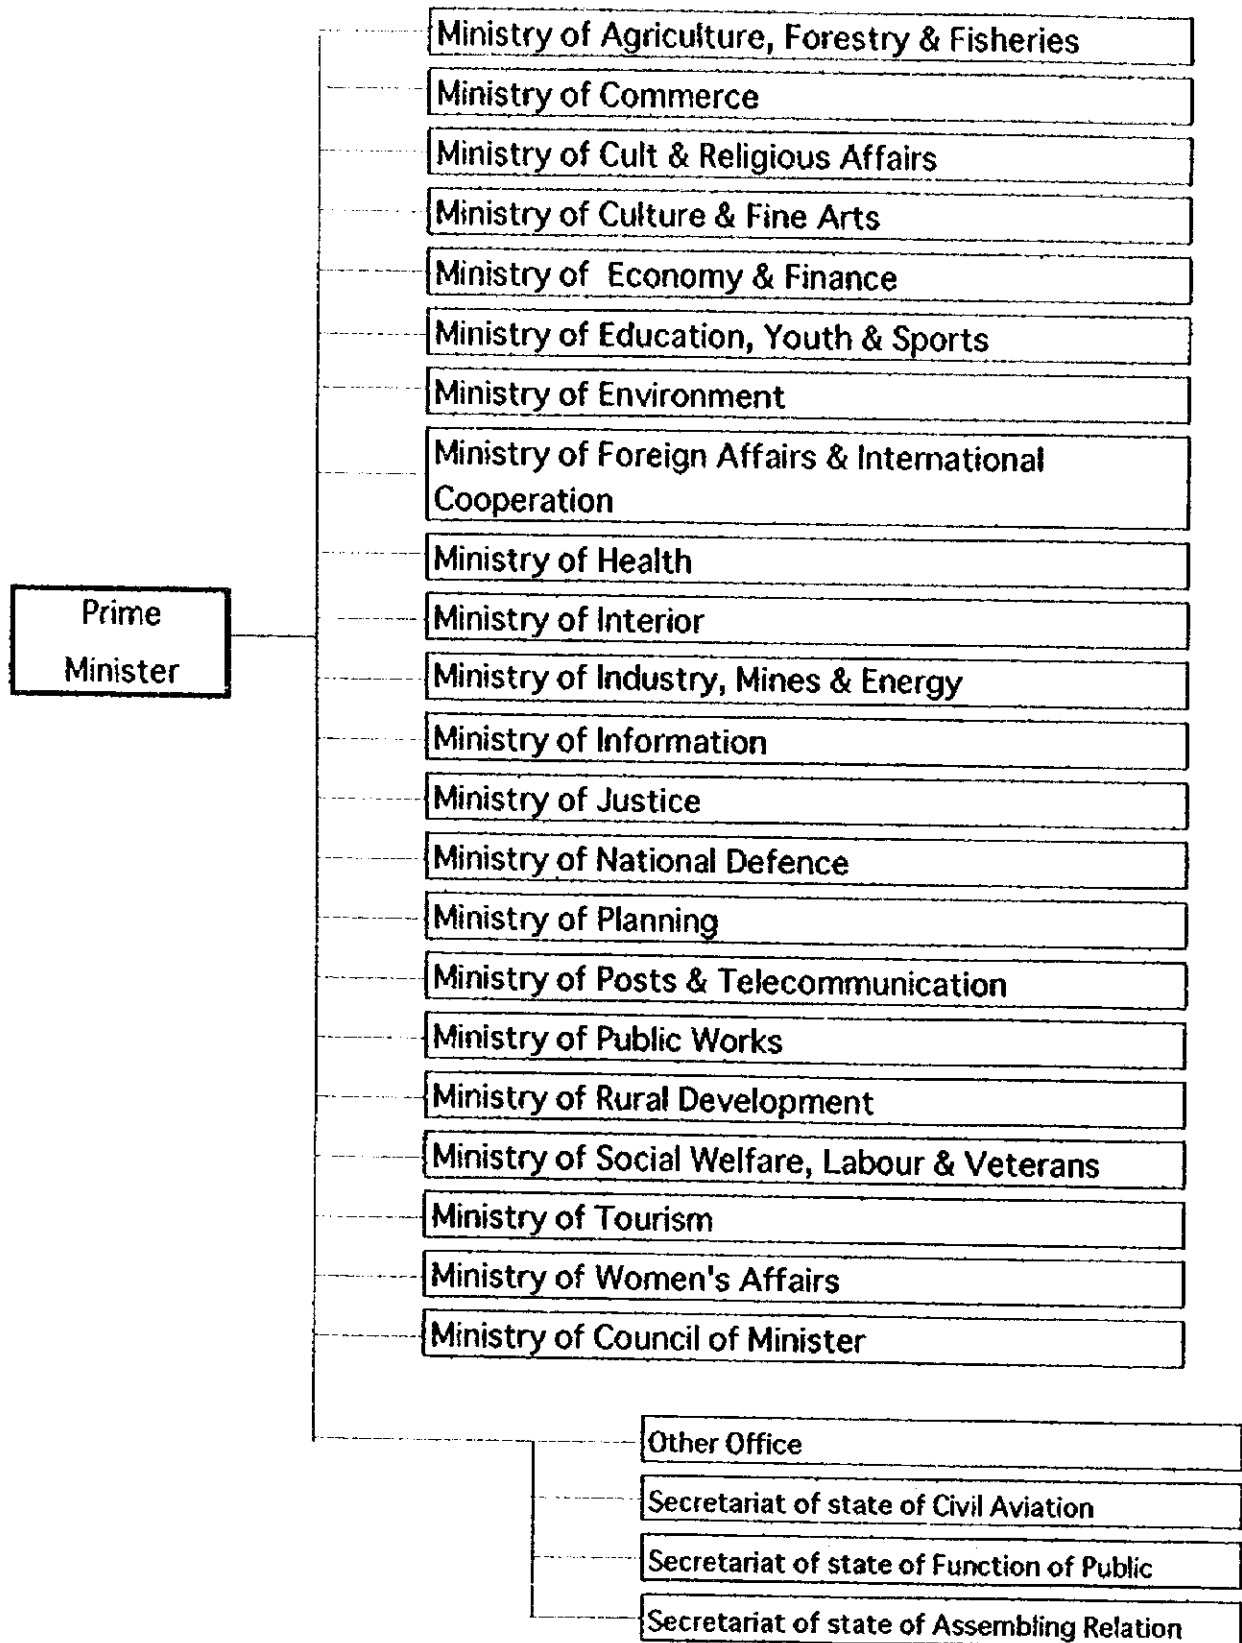 Ministry of Agriculture, Forestry & Fisheries
Ministry of Commerce
Ministry of Cult & Religious Affairs
Ministry of Culture & Fine Arts
Ministry of Economy & Finance
Ministry of Education, Youth & Sports
Ministry of Environment
Ministry of Foreign Affairs & International
Cooperation
Ministry of Health
Prime
Minister
Ministry of Interior
Ministry of Industry, Mines & Energy
Ministry of Information
Ministry of Justice
Ministry of National Defence
Ministry of Planning
Ministry of Posts & Telecommunication
Ministry of Public Works
Ministry of Rural Development
Ministry of Social Welfare, Labour & Veterans
Ministry of Tourism
Ministry of Women's Affairs
Ministry of Council of Minister
Other Office
Secretariat of state of Civil Aviation
Secretariat of state of Function of Public
Secretariat of state of Assembling Relation